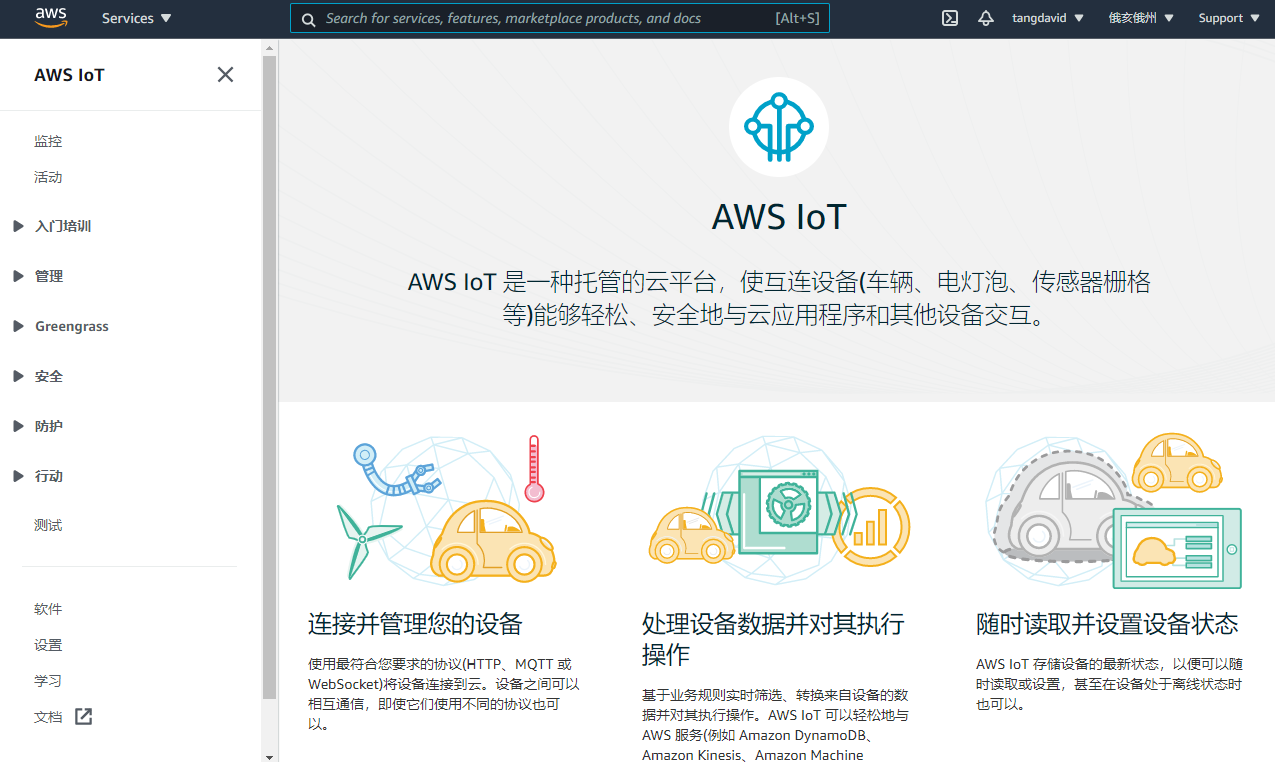 aws
Services
Search for services, features, marketplace products, and docs
[Alt+S]
tangdavid
俄亥俄州
Support
AWS IoT
监控
活动
入门培训
管理
Greengrass
安全
防护
行动
测试
软件
设置
学习
文档
AWS IoT
AWS IoT 是一种托管的云平台，使互连设备(车辆、电灯泡、传感器栅格
等)能够轻松、安全地与云应用程序和其他设备交互。
连接并管理您的设备
使用最符合您要求的协议(HTTP、MQTT 或
WebSocket)将设备连接到云。设备之间可以
相互通信，即使它们使用不同的协议也可
以。
处理设备数据并对其执行
操作
基于业务规则实时筛选、转换来自设备的数
据并对其执行操作。AWS IoT 可以轻松地与
AWS 服务(例如 Amazon DynamoDB、
Amazon Kinesis、Amazon Machine
随时读取并设置设备状态
AWS IoT 存储设备的最新状态，以便可以随
时读取或设置，甚至在设备处于离线状态时
也可以。